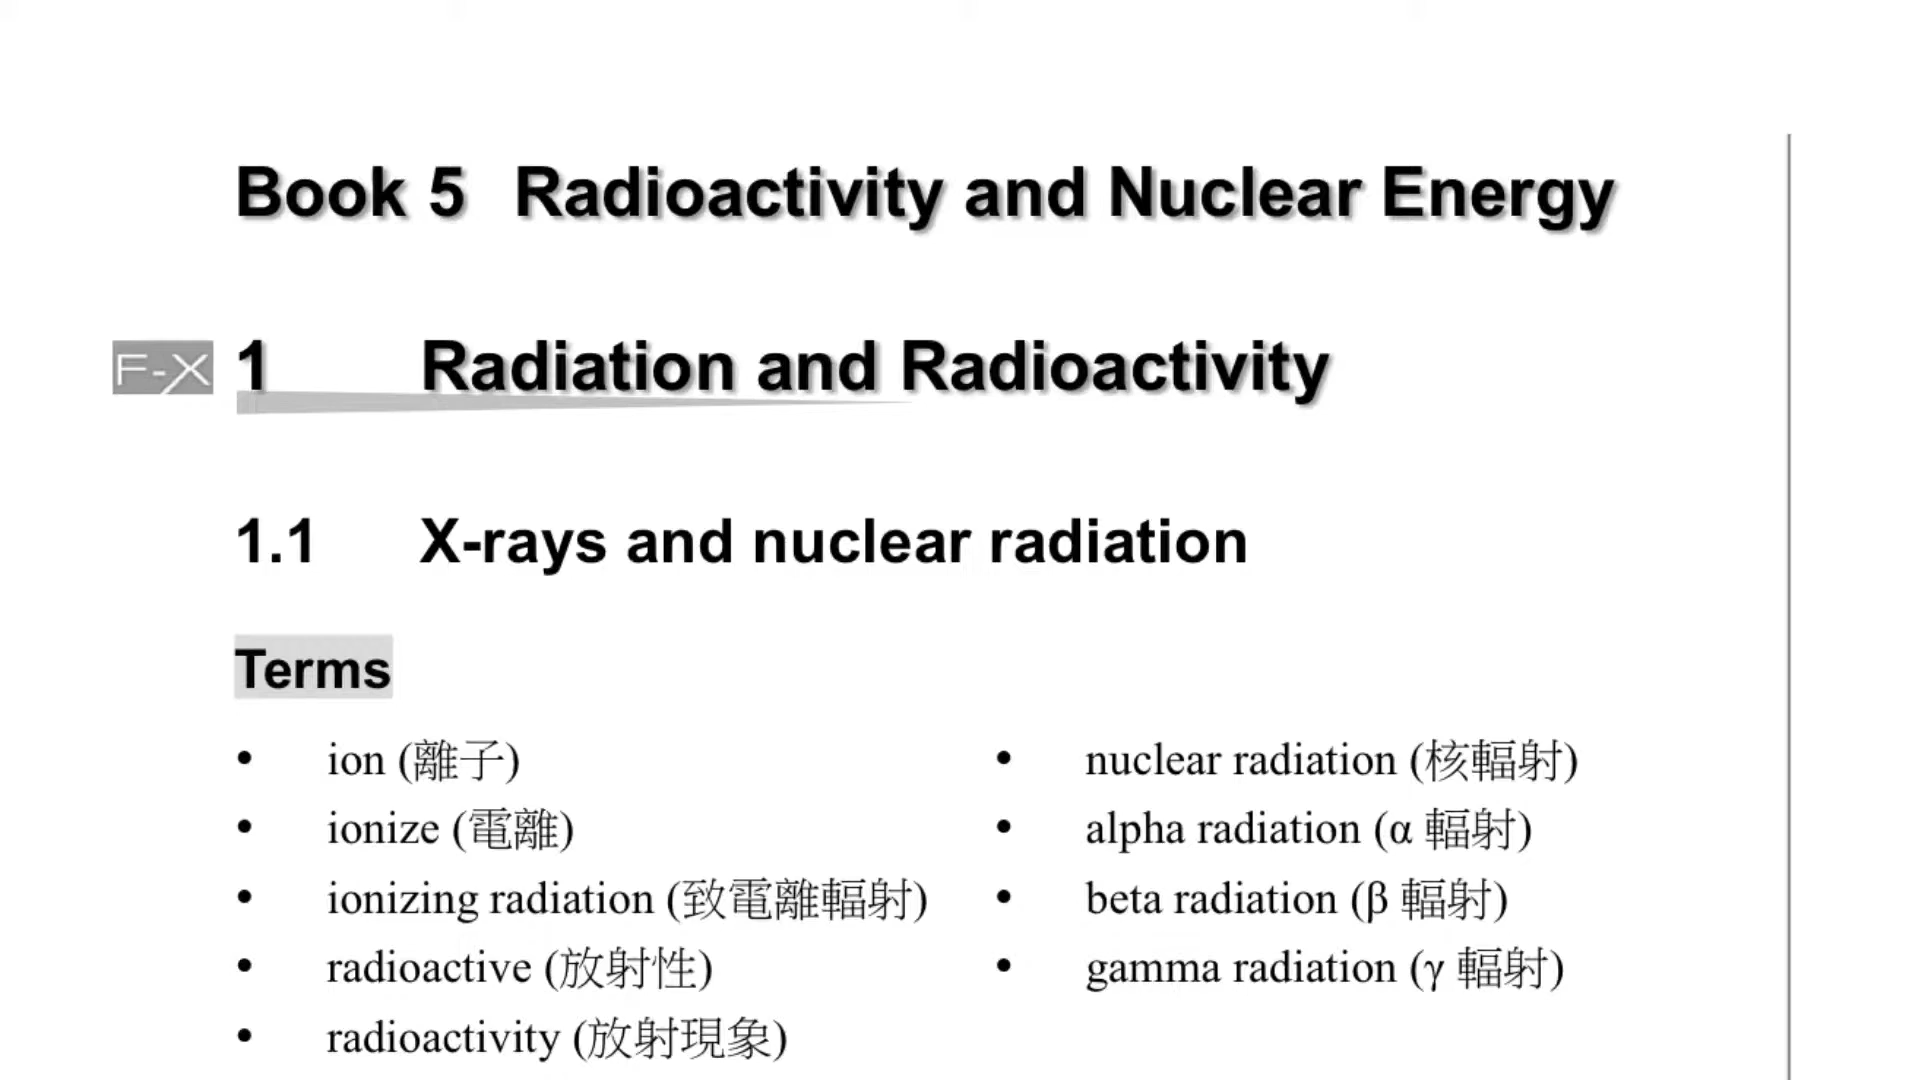 Book 5 Radioactivity and Nuclear Energy
F-X 1 Radiation and Radioactivity
1.1 X-rays and nuclear radiation
Terms
• ion (離子)
• ionize (電離)
• ionizing radiation (致電離輻射)
• radioactive (放射性)
• radioactivity (放射現象)
• nuclear radiation (核輻射)
• alpha radiation (α 輻射)
• beta radiation (β 輻射)
• gamma radiation (γ 輻射)